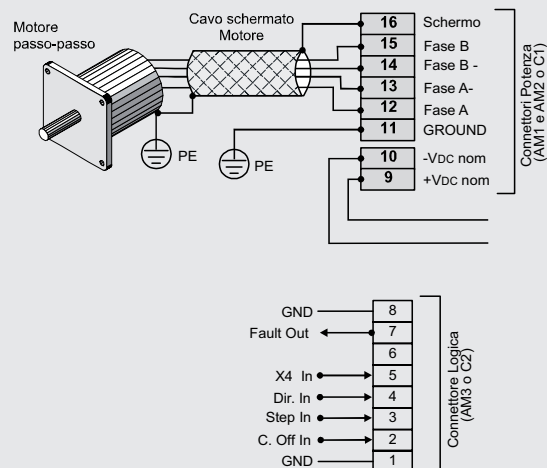 Motore
passo-passo
Cavo schermato
Motore
PE
PE
16 Schermo
15 Fase B
14 Fase B -
13 Fase A-
12 Fase A
11 GROUND
10 -VDC nom
9 +VDC nom
Connettori Potenza
(AM1 e AM2 o C1)
GND 8
Fault Out 7
6
X4 In 5
Dir. In 4
Step In 3
C. Off In 2
GND 1
Connettore Logica
(AM3 o C2)